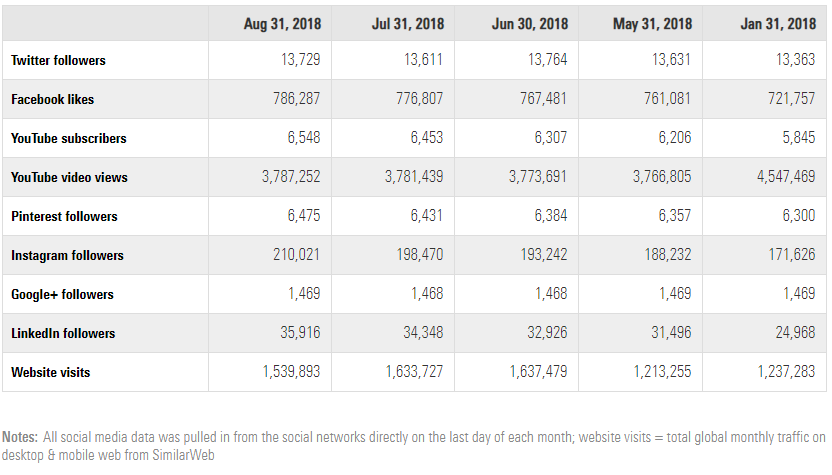 Aug 31, 2018 Jul 31, 2018 Jun 30, 2018 May 31, 2018 Jan 31, 2018
Twitter followers 13,729 13,611 13,764 13,631 13,363
Facebook likes 786,287 776,807 767,481 761,081 721,757
YouTube subscribers 6,548 6,453 6,307 6,206 5,845
YouTube video views 3,787,252 3,781,439 3,773,691 3,766,805 4,547,469
Pinterest followers 6,475 6,431 6,384 6,357 6,300
Instagram followers 210,021 198,470 193,242 188,232 171,626
Google+ followers 1,469 1,468 1,468 1,469 1,469
LinkedIn followers 35,916 34,348 32,926 31,496 24,968
Website visits 1,539,893 1,633,727 1,637,479 1,213,255 1,237,283
Notes: All social media data was pulled in from the social networks directly on the last day of each month; website visits = total global monthly traffic on
desktop & mobile web from SimilarWeb